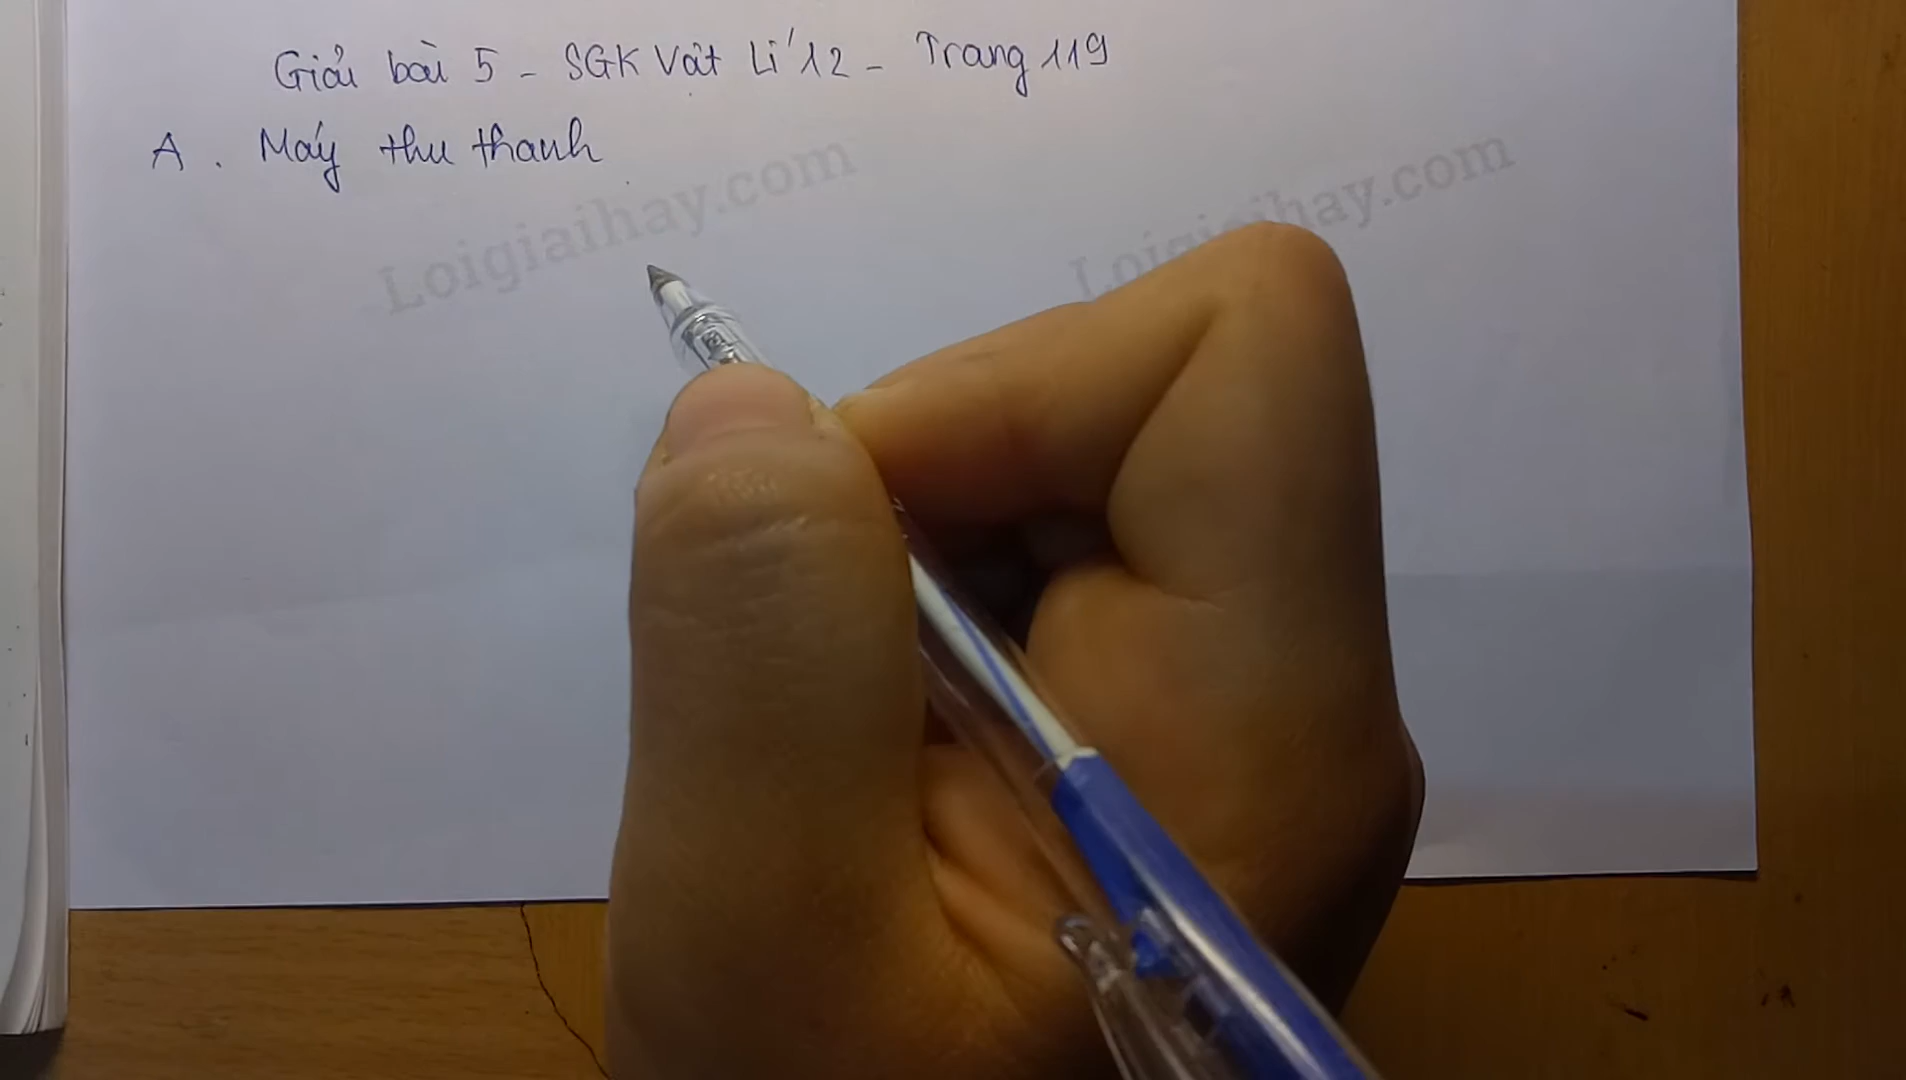 Giải bài 5 - SGK Vật Lí 12 - Trang 119
A. Máy thu thanh
Loigiaihay.com
Loigiaihay.com